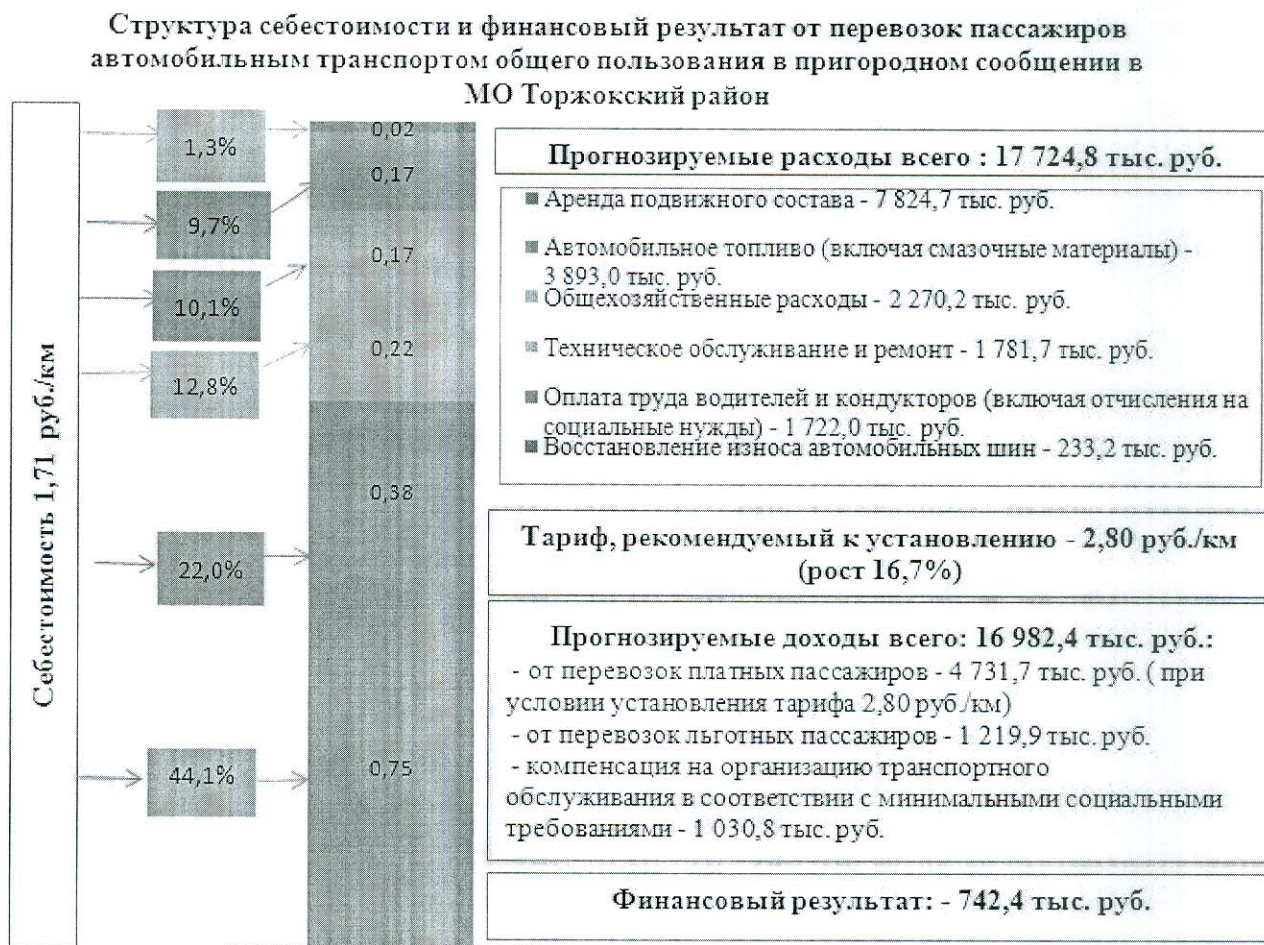 Структура себестоимости и финансовый результат от перевозок пассажиров
автомобильным транспортом общего пользования в пригородном сообщении в
МО Торжокский район
Себестоимость 1,71 руб./км
1,3%
9,7%
10,1%
12,8%
22,0%
44,1%
0,02
0,17
0,17
0,22
0,38
0,75
Прогнозируемые расходы всего : 17 724,8 тыс. руб.
Аренда подвижного состава - 7 824,7 тыс. руб.
Автомобильное топливо (включая смазочные материалы) -
3 893,0 тыс. руб.
Общехозяйственные расходы - 2 270,2 тыс. руб.
Техническое обслуживание и ремонт - 1 781,7 тыс. руб.
Оплата труда водителей и кондукторов (включая отчисления на
социальные нужды) - 1 722,0 тыс. руб.
Восстановление износа автомобильных шин - 233,2 тыс. руб.
Тариф, рекомендуемый к установлению - 2,80 руб./км
(рост 16,7%)
Прогнозируемые доходы всего: 16 982,4 тыс. руб.:
- от перевозок платных пассажиров - 4 731,7 тыс. руб. ( при
условии установления тарифа 2,80 руб./км)
- от перевозок льготных пассажиров - 1 219,9 тыс. руб.
- компенсация на организацию транспортного
обслуживания в соответствии с минимальными социальными
требованиями - 1 030,8 тыс. руб.
Финансовый результат: - 742,4 тыс. руб.